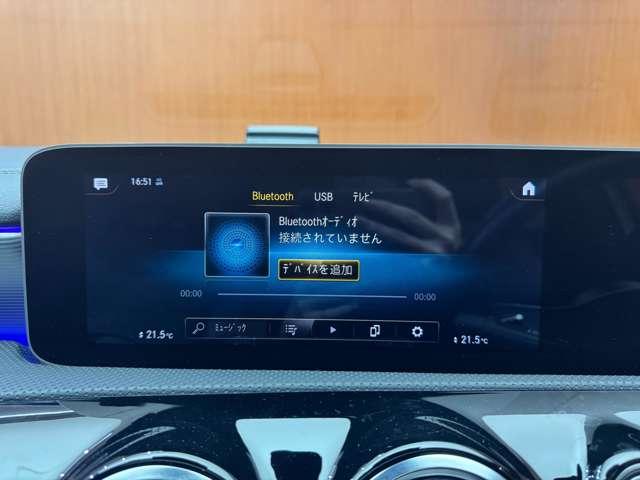 16:51
Bluetooth USB ﾃﾚﾋﾞ
Bluetoothｵｰﾃﾞｨｵ
接続されていません
ﾃﾞﾊﾞｲｽを追加
00:00 00:00
ﾐｭｰｼﾞｯｸ
21.5℃ 21.5℃